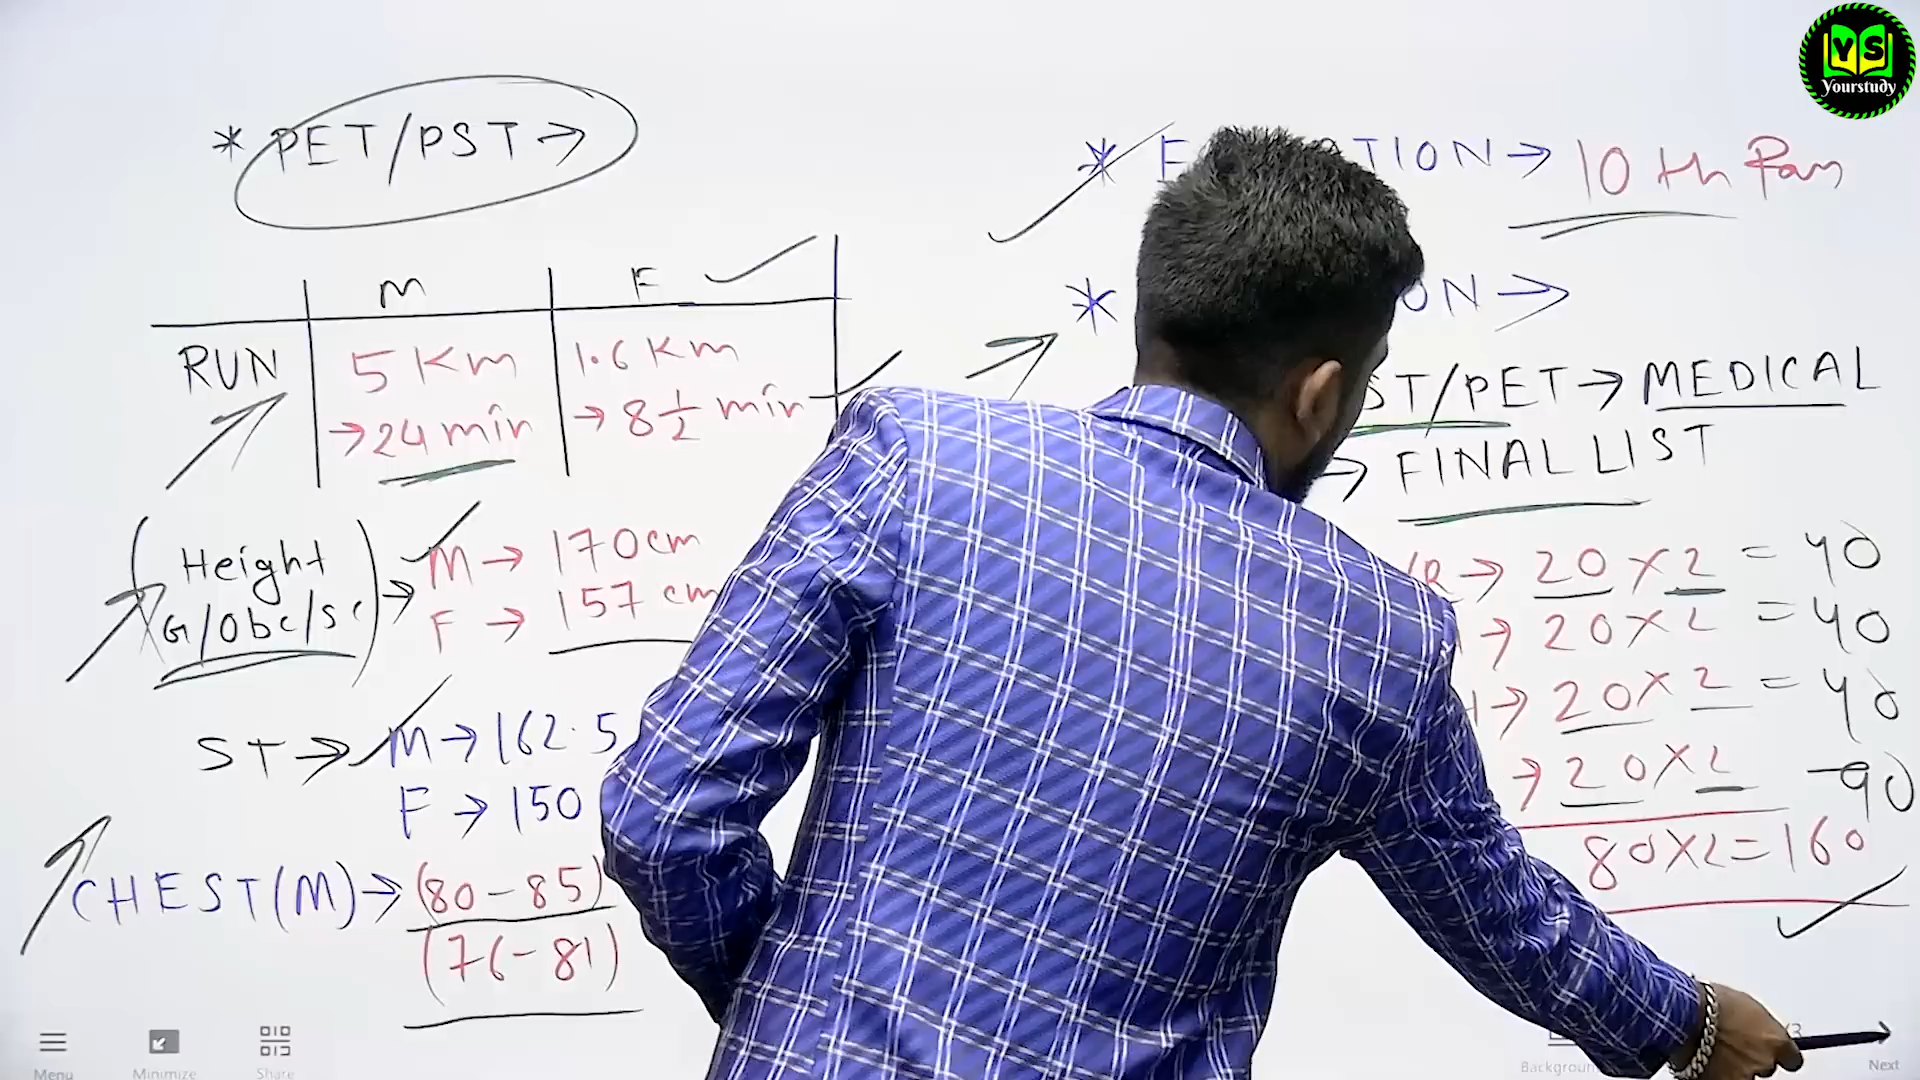 YS
Yourstudy
* PET/PST →
M F
RUN 5 Km 1.6 Km
→ 24 min → 8 1/2 min
Height
G/Obc/Sc → M → 170 cm
F → 157 cm
ST → M → 162.5
F → 150
CHEST(M) → (80-85)
(76-81)
* TION → 10 th Pass
* ON →
ST/PET → MEDICAL
→ FINAL LIST
R → 20 x 2 = 40
→ 20 x 2 = 40
→ 20 x 2 = 40
→ 20 x 2
80 x 2 = 160
Menu
Minimize
Share
Next